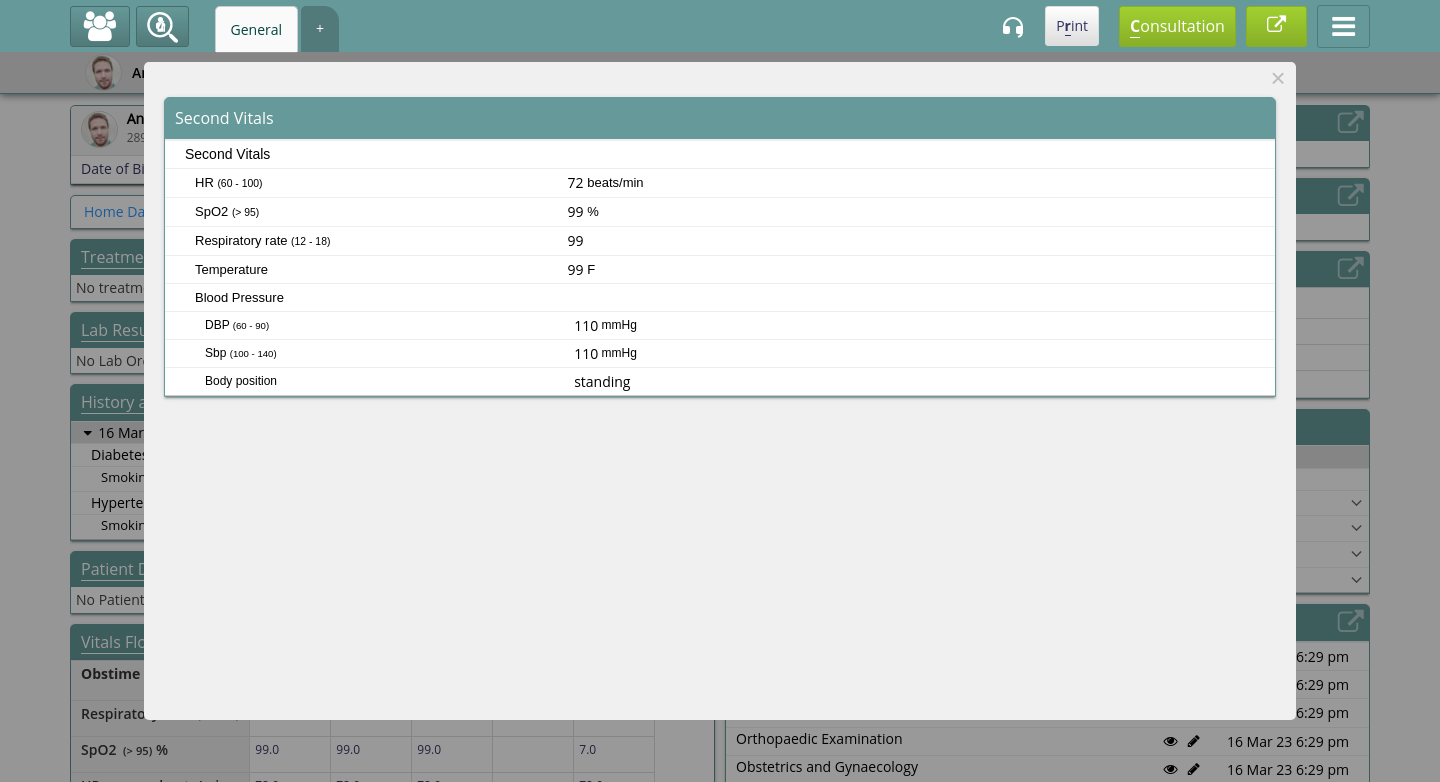 General
+
Print
Consultation
An
×
Second Vitals
Second Vitals
HR (60 - 100) 72 beats/min
SpO2 (> 95) 99 %
Respiratory rate (12 - 18) 99
Temperature 99 F
Blood Pressure
DBP (60 - 90) 110 mmHg
Sbp (100 - 140) 110 mmHg
Body position standing
An
289
Date of Bi
Home Da
Treatme
No treatm
Lab Resu
No Lab Or
History a
16 Mar
Diabetes
Smokin
Hyperte
Smokin
Patient D
No Patient
Vitals Flo
Obstime
Respirato
SpO2 (> 95) % 99.0 99.0 99.0 7.0
6:29 pm
6:29 pm
6:29 pm
Orthopaedic Examination 16 Mar 23 6:29 pm
Obstetrics and Gynaecology 16 Mar 23 6:29 pm